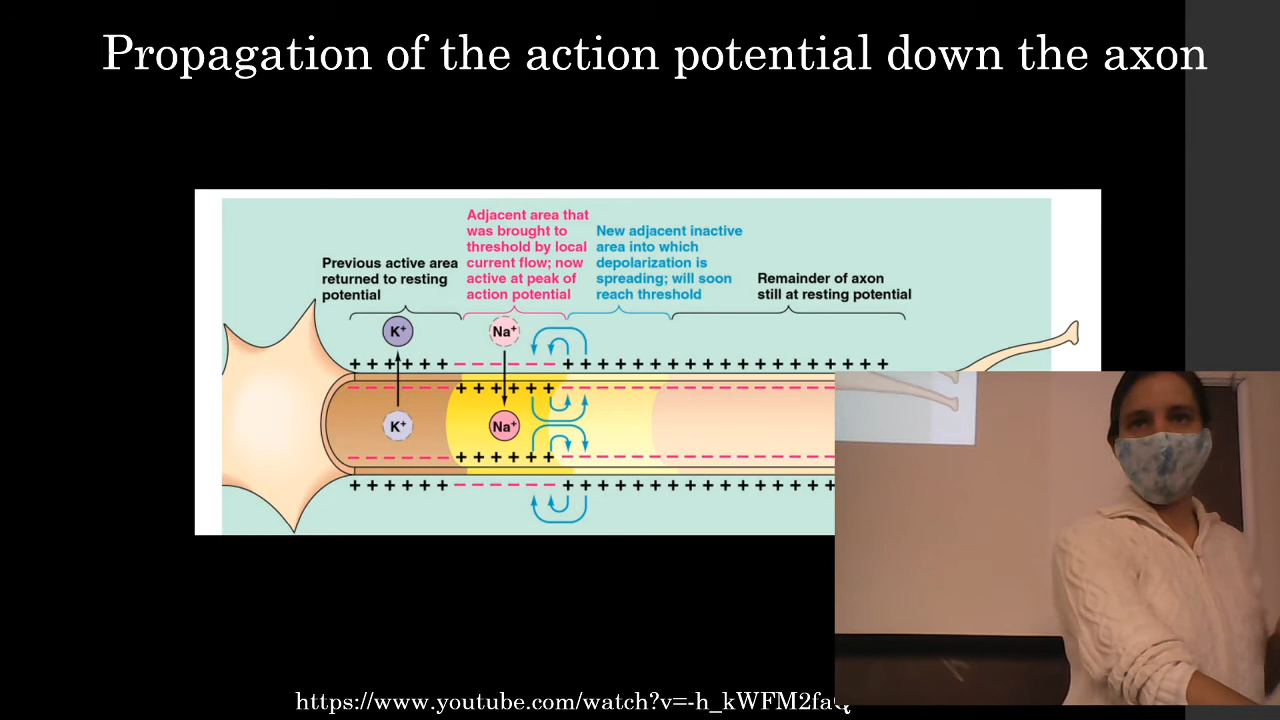 Propagation of the action potential down the axon
Previous active area
returned to resting
potential
Adjacent area that
was brought to
threshold by local
current flow; now
active at peak of
action potential
New adjacent inactive
area into which
depolarization is
spreading; will soon
reach threshold
Remainder of axon
still at resting potential
K+
Na+
+ + + + + + − − − − − − + + + + + + + + + + + + + + + + +
− − − − − − + + + + + + − − − − − − − − − − − − − − − −
K+
Na+
− − − − − − + + + + + + − − − − − − − − − − − − − − − −
+ + + + + + − − − − − − + + + + + + + + + + + + + + +
https://www.youtube.com/watch?v=-h_kWFM2faQ